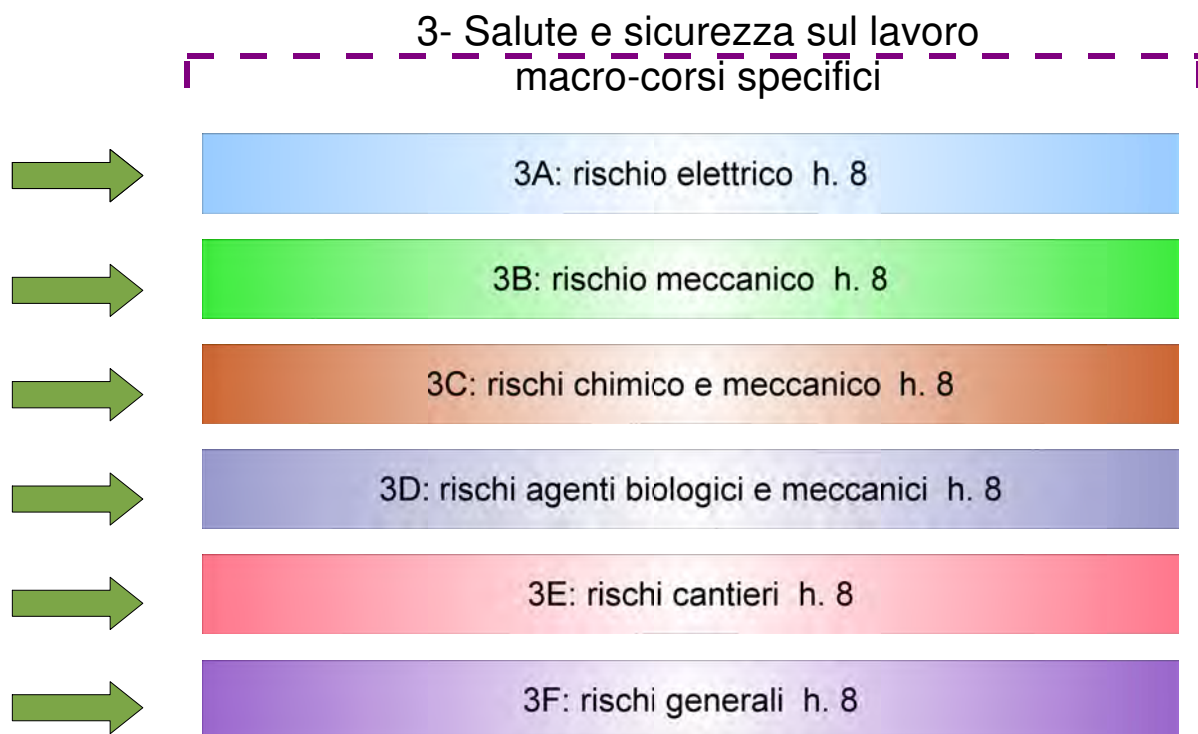 3- Salute e sicurezza sul lavoro
macro-corsi specifici
3A: rischio elettrico h. 8
3B: rischio meccanico h. 8
3C: rischi chimico e meccanico h. 8
3D: rischi agenti biologici e meccanici h. 8
3E: rischi cantieri h. 8
3F: rischi generali h. 8